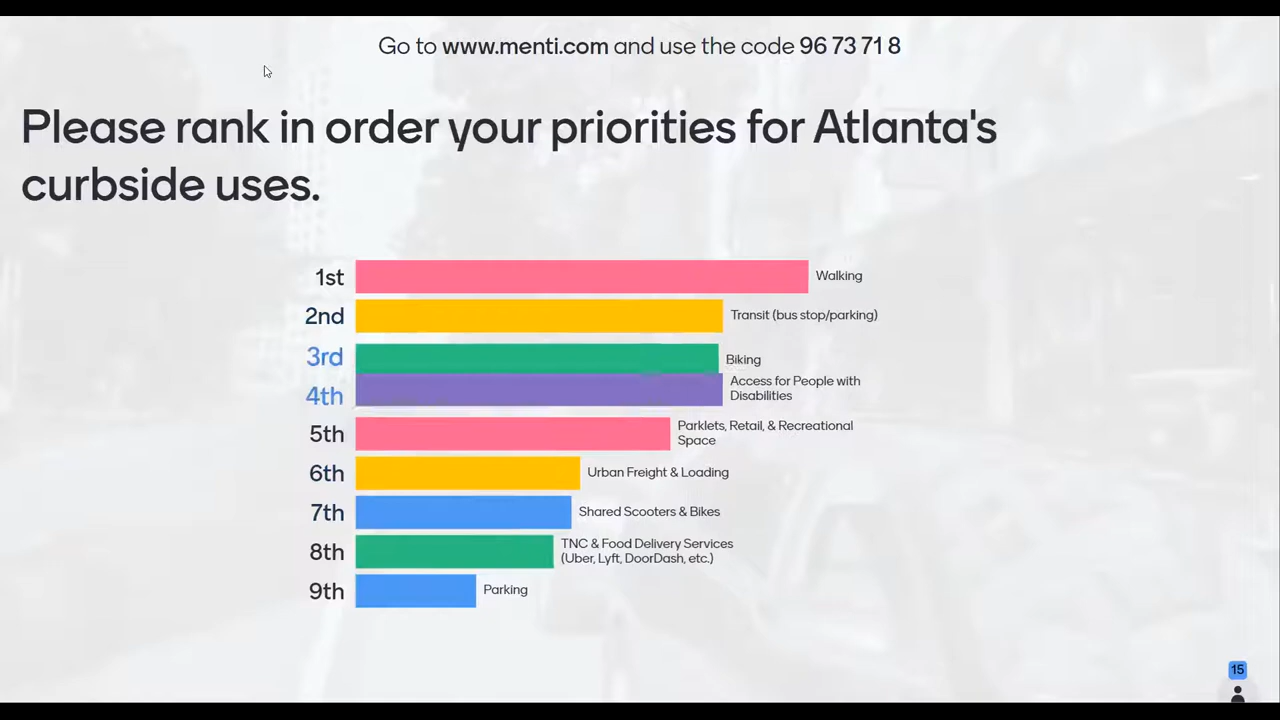 Go to www.menti.com and use the code 96 73 71 8
Please rank in order your priorities for Atlanta's
curbside uses.
1st Walking
2nd Transit (bus stop/parking)
3rd Biking
4th Access for People with
Disabilities
5th Parklets, Retail, & Recreational
Space
6th Urban Freight & Loading
7th Shared Scooters & Bikes
8th TNC & Food Delivery Services
(Uber, Lyft, DoorDash, etc.)
9th Parking
15